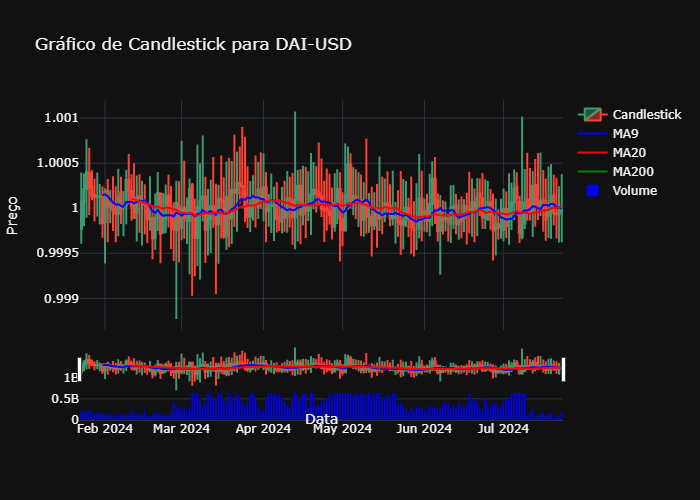 Gráfico de Candlestick para DAI-USD
Preço
1.001
1.0005
1
0.9995
0.999
Candlestick
MA9
MA20
MA200
Volume
1B
0.5B
0
Feb 2024 Mar 2024 Apr 2024 May 2024 Jun 2024 Jul 2024
Data